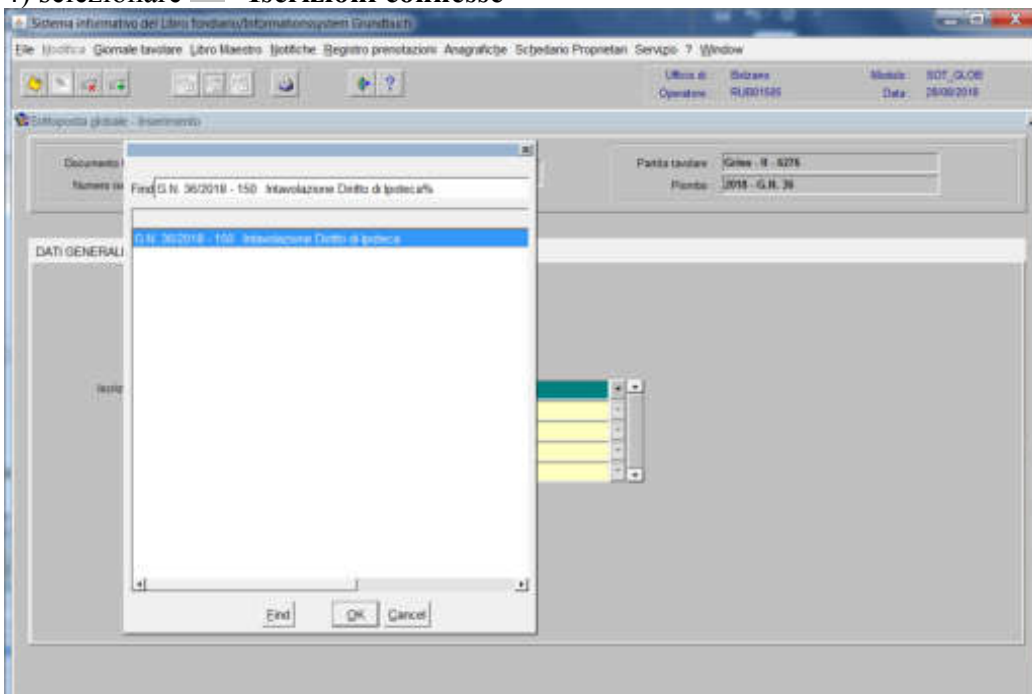 4) selezionare "Iscrizioni connesse"
Sistema informativo del Libro fondiario/Informationssystem Grundbuch
File Modifica Giornale tavolare Libro Maestro Notifiche Registro prenotazioni Anagrafiche Schedario Proprietari Servizio ? Window
Ufficio di Bolzano Modulo SOT_GLOB
Operatore Data 28/08/2018
Sottoposta globale - Inserimento
Documento
Numero
Partita tavolare Gries - II - 6276
Piombo 2018 - G.N. 36
Find G.N. 36/2018 - 150 Intavolazione Diritto di Ipoteca%
G.N. 36/2018 - 150 Intavolazione Diritto di Ipoteca
DATI GENERALI
Find OK Cancel